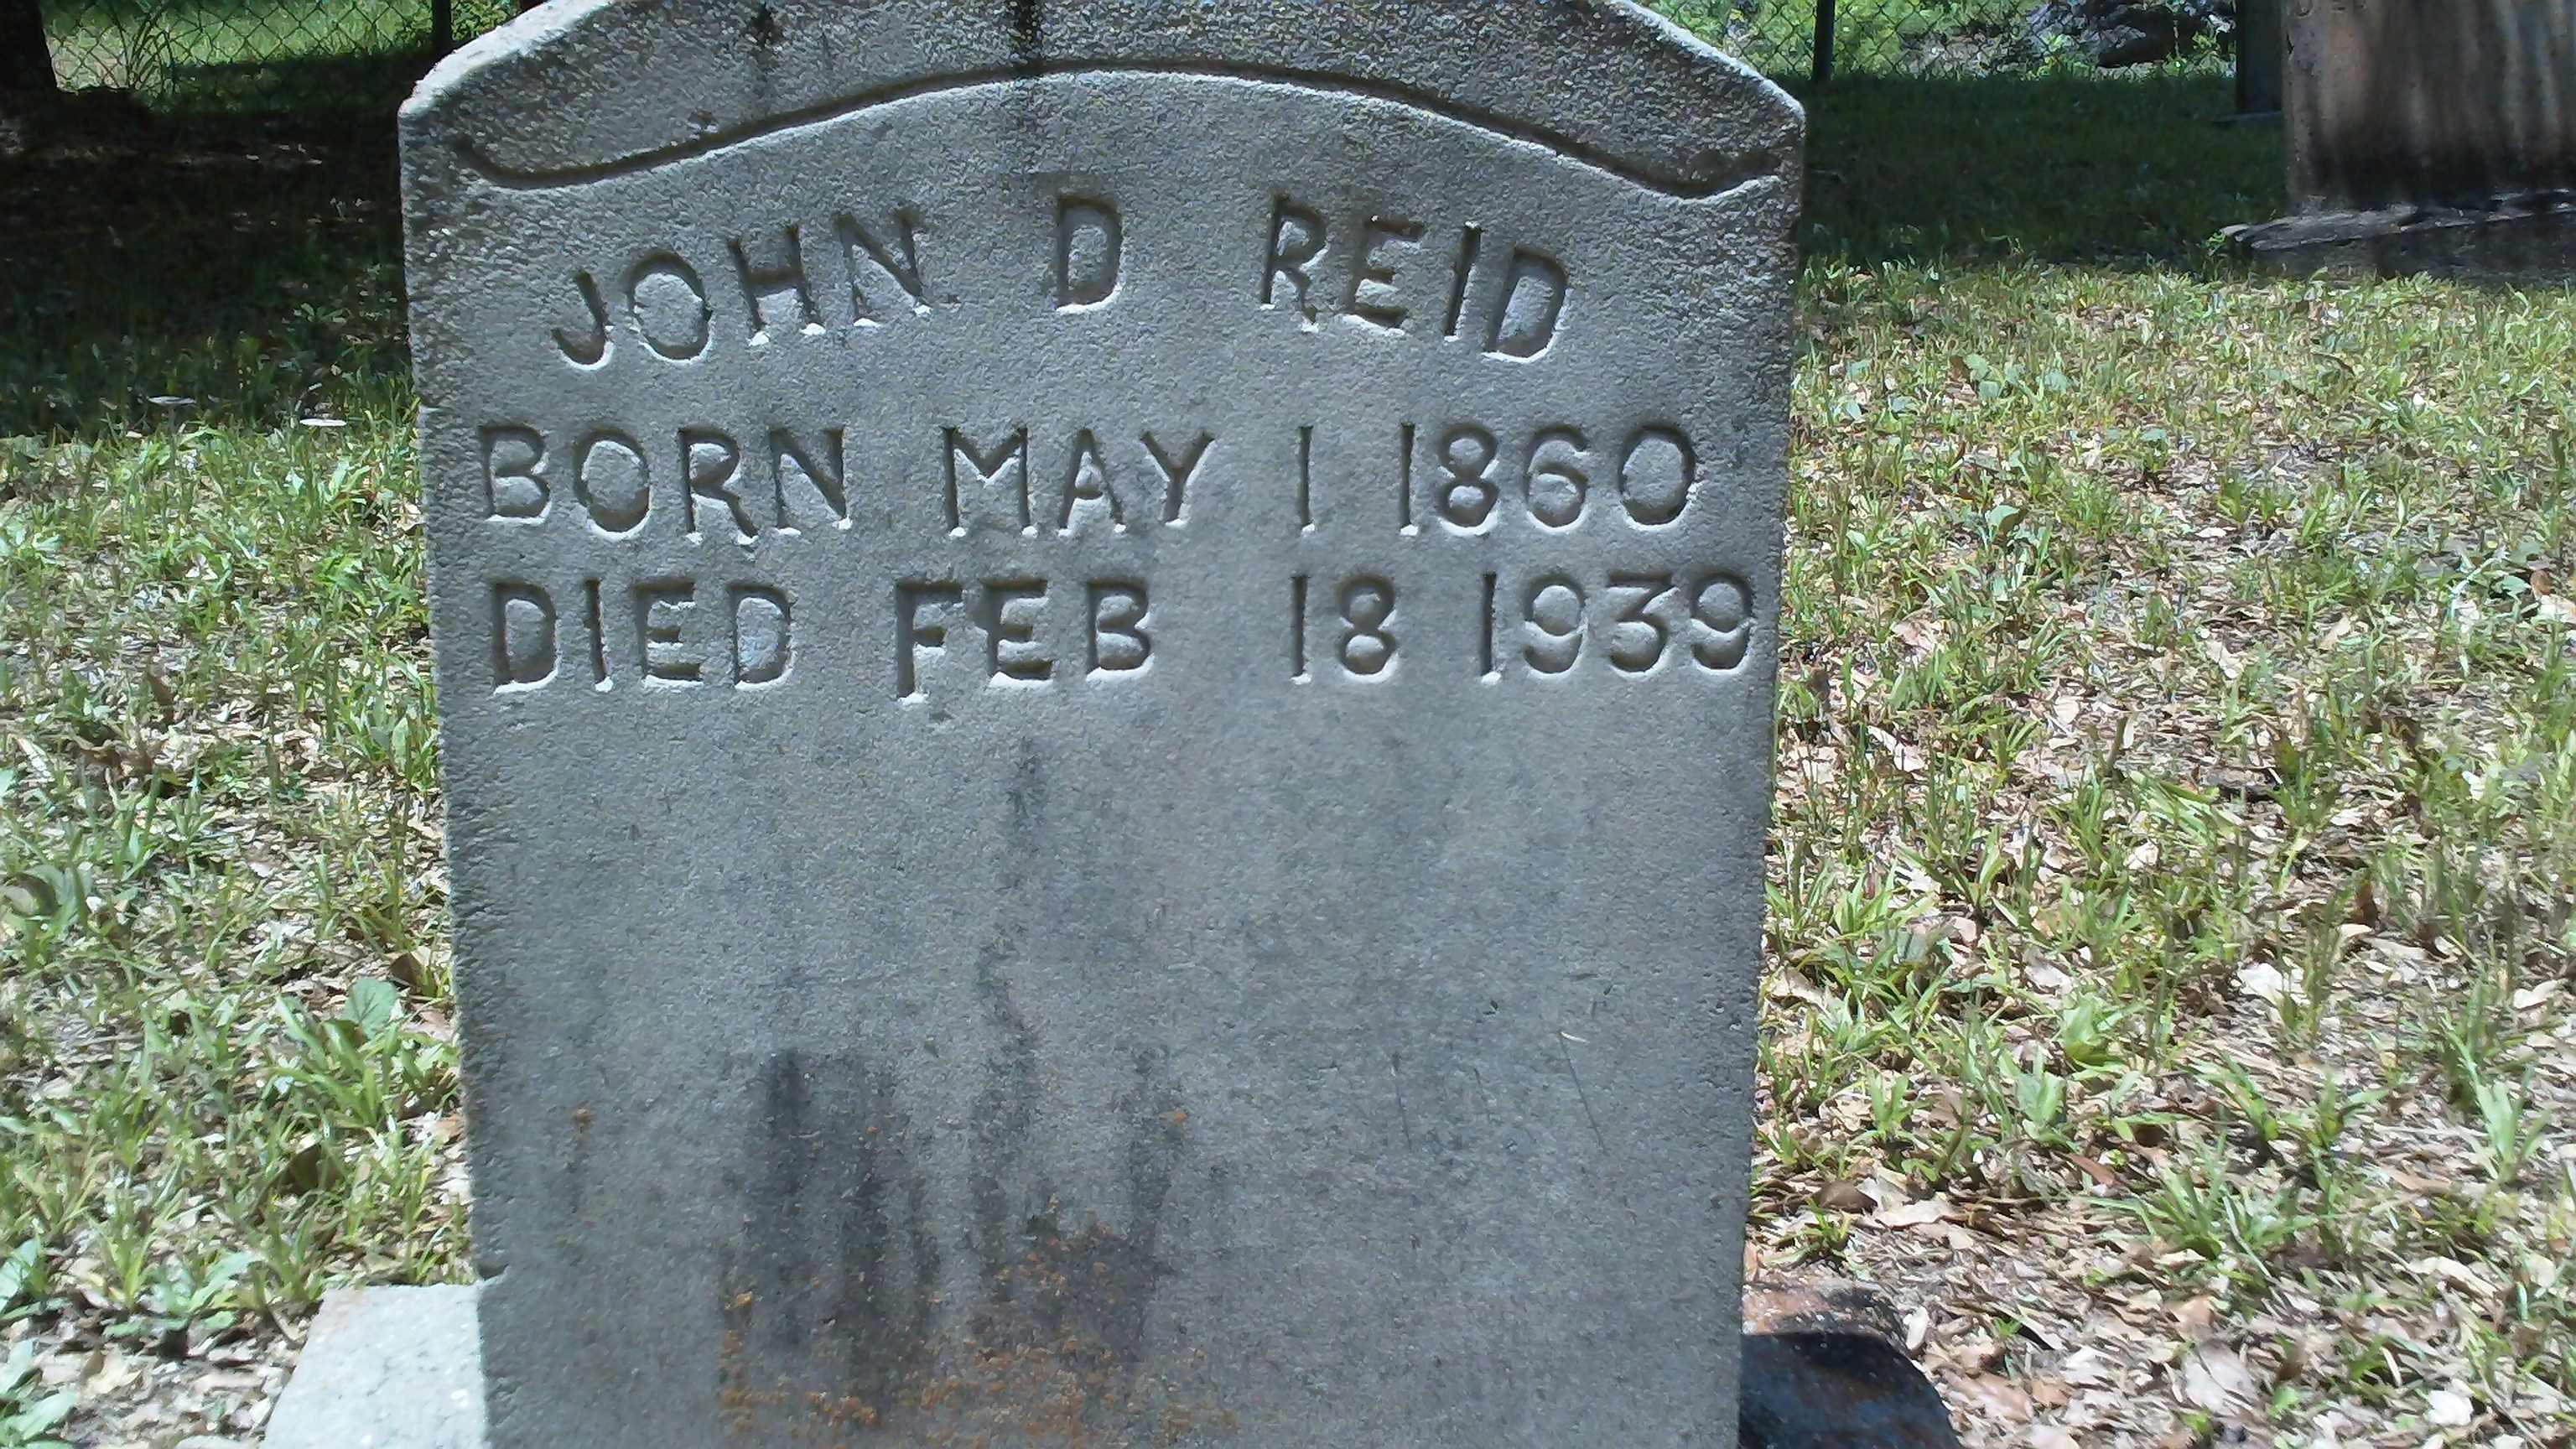 JOHN D REID
BORN MAY 1 1860
DIED FEB 18 1939